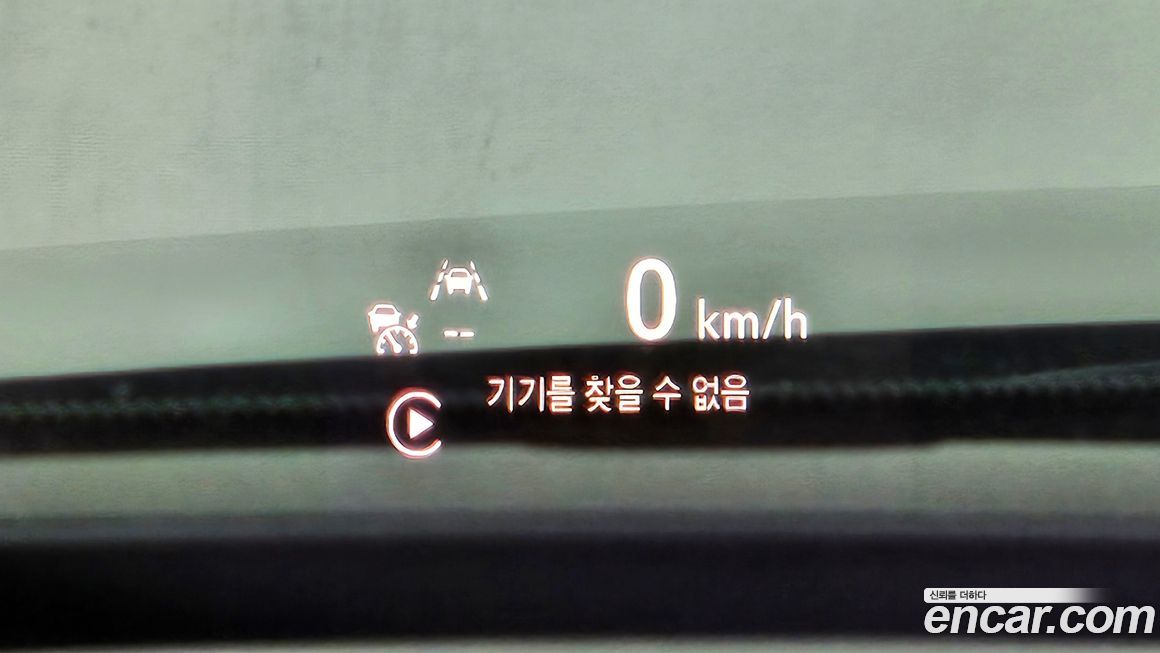 0 km/h
기기를 찾을 수 없음
신뢰를 더하다
encar.com